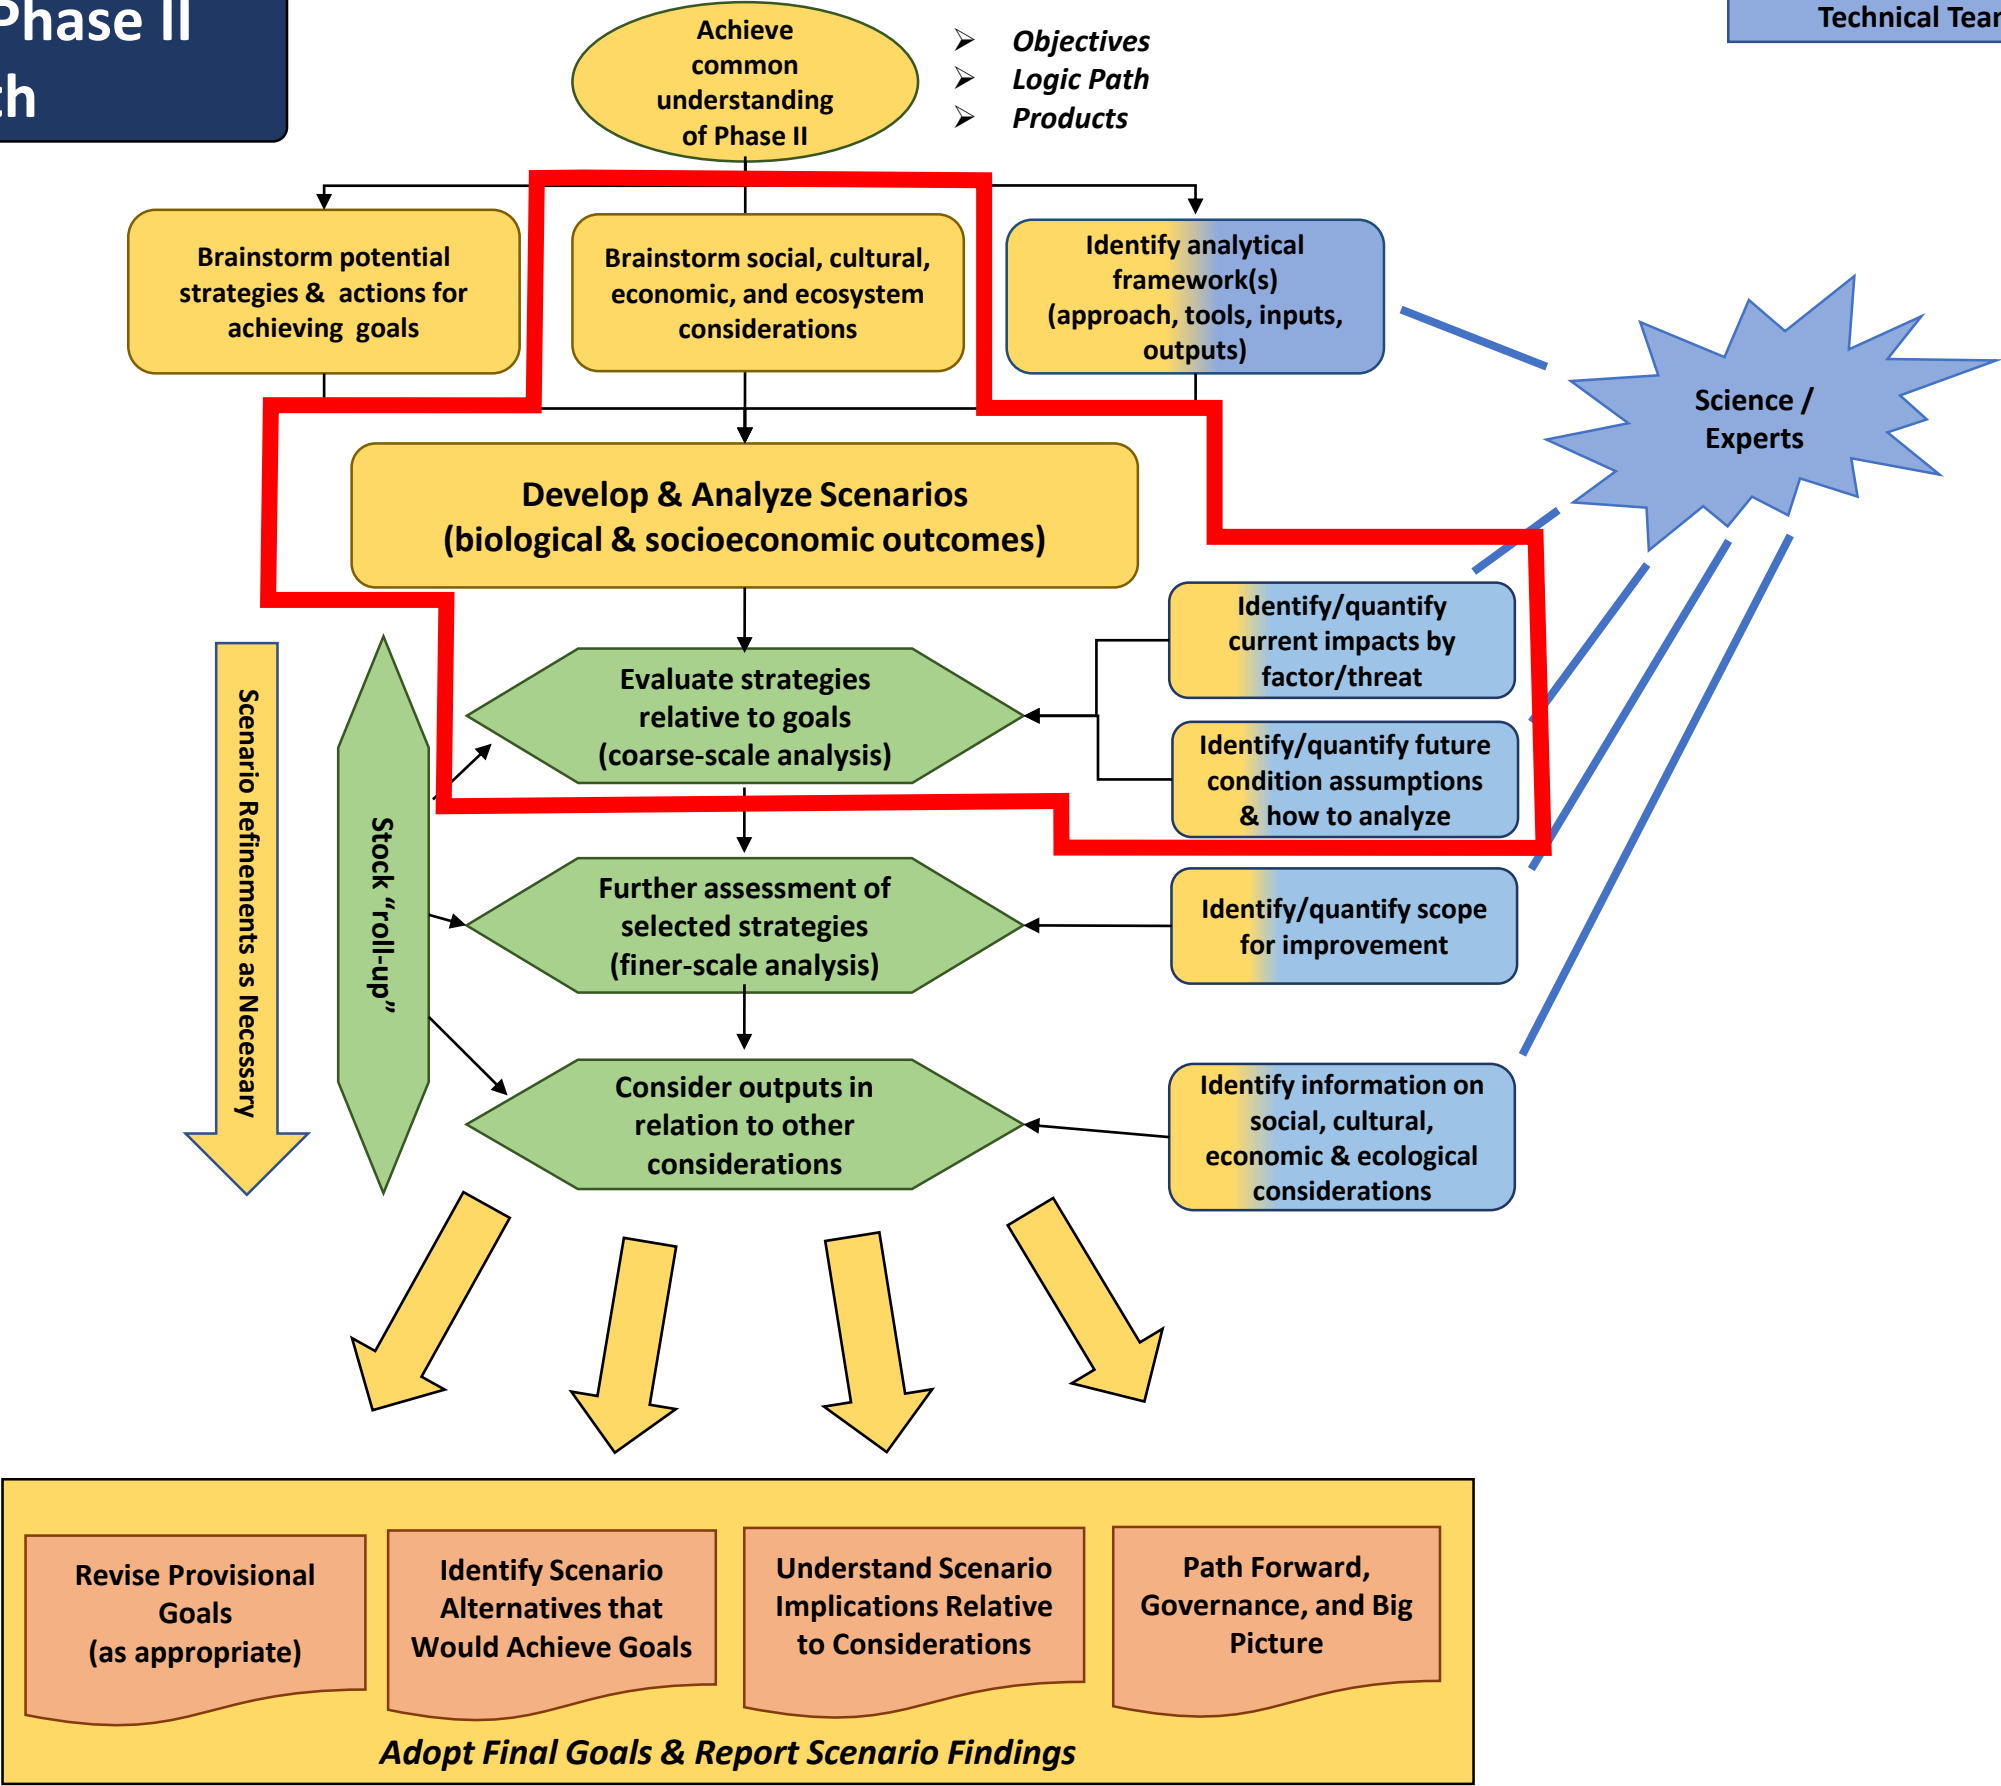 Phase II
Technical
Achieve
common
understanding
of Phase II
➢ Objectives
➢ Logic Path
➢ Products
Brainstorm potential
strategies & actions for
achieving goals
Brainstorm social, cultural,
economic, and ecosystem
considerations
Identify analytical
framework(s)
(approach, tools, inputs,
outputs)
Science /
Experts
Develop & Analyze Scenarios
(biological & socioeconomic outcomes)
Scenario Refinements as Necessary
Stock “roll-up”
Evaluate strategies
relative to goals
(coarse-scale analysis)
Identify/quantify
current impacts by
factor/threat
Identify/quantify future
condition assumptions
& how to analyze
Further assessment of
selected strategies
(finer-scale analysis)
Identify/quantify scope
for improvement
Consider outputs in
relation to other
considerations
Identify information on
social, cultural,
economic & ecological
considerations
Revise Provisional
Goals
(as appropriate)
Identify Scenario
Alternatives that
Would Achieve Goals
Understand Scenario
Implications Relative
to Considerations
Path Forward,
Governance, and Big
Picture
Adopt Final Goals & Report Scenario Findings